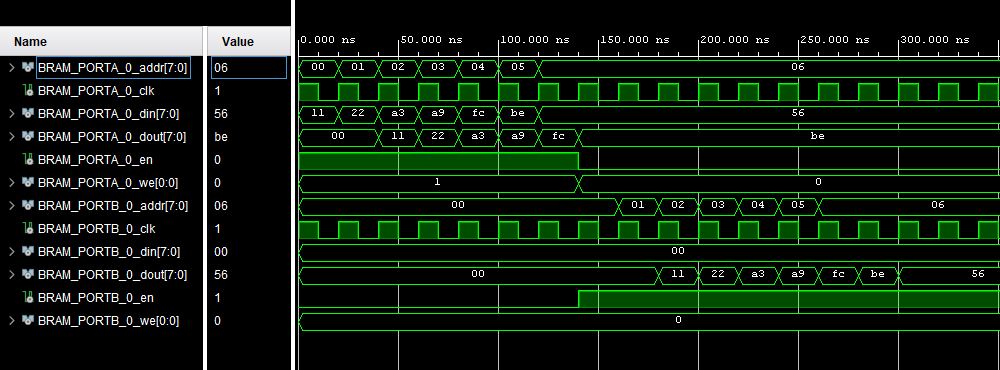 Name Value 0.000 ns 50.000 ns 100.000 ns 150.000 ns 200.000 ns 250.000 ns 300.000 ns
BRAM_PORTA_0_addr[7:0] 06 00 01 02 03 04 05 06
BRAM_PORTA_0_clk 1
BRAM_PORTA_0_din[7:0] 56 11 22 a3 a9 fc be 56
BRAM_PORTA_0_dout[7:0] be 00 11 22 a3 a9 fc be
BRAM_PORTA_0_en 0
BRAM_PORTA_0_we[0:0] 0 1 0
BRAM_PORTB_0_addr[7:0] 06 00 01 02 03 04 05 06
BRAM_PORTB_0_clk 1
BRAM_PORTB_0_din[7:0] 00 00
BRAM_PORTB_0_dout[7:0] 56 00 11 22 a3 a9 fc be 56
BRAM_PORTB_0_en 1
BRAM_PORTB_0_we[0:0] 0 0